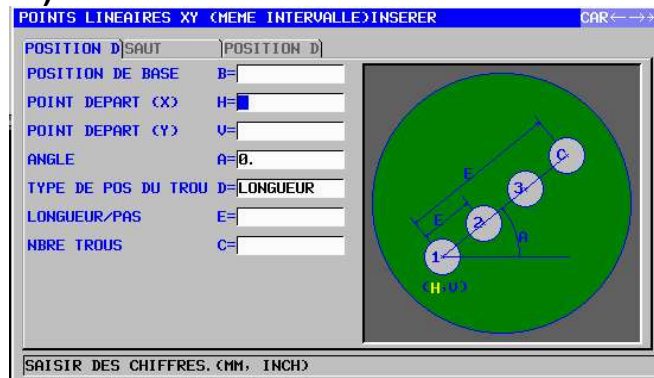 POINTS LINEAIRES XY (MEME INTERVALLE)INSERER CAR←→
POSITION D SAUT POSITION D
POSITION DE BASE B=
POINT DEPART (X) H=
POINT DEPART (Y) V=
ANGLE A=0.
TYPE DE POS DU TROU D=LONGUEUR
LONGUEUR/PAS E=
NBRE TROUS C=
C
E
3
E
2
A
1
(H,V)
SAISIR DES CHIFFRES.(MM, INCH)